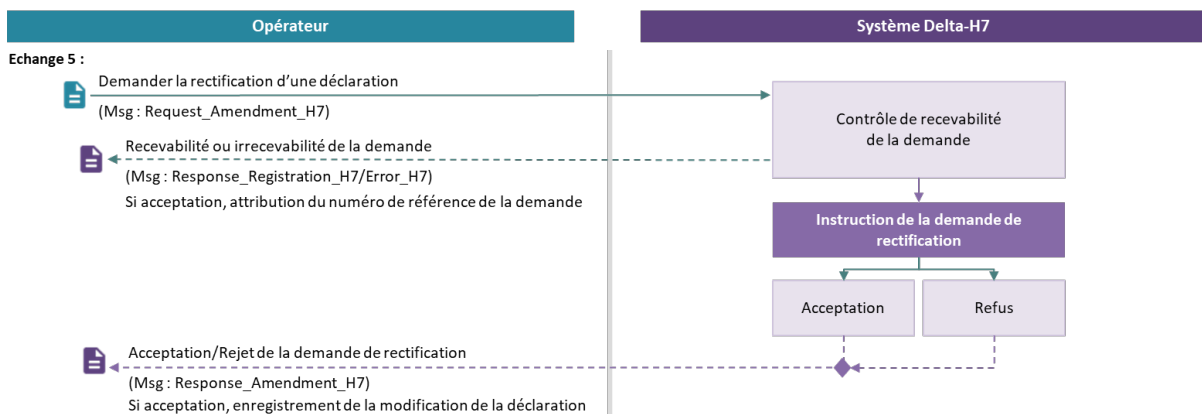 Opérateur
Système Delta-H7
Echange 5 :
Demander la rectification d'une déclaration
(Msg : Request_Amendment_H7)
Contrôle de recevabilité
de la demande
Recevabilité ou irrecevabilité de la demande
(Msg : Response_Registration_H7/Error_H7)
Si acceptation, attribution du numéro de référence de la demande
Instruction de la demande de
rectification
Acceptation
Refus
Acceptation/Rejet de la demande de rectification
(Msg : Response_Amendment_H7)
Si acceptation, enregistrement de la modification de la déclaration